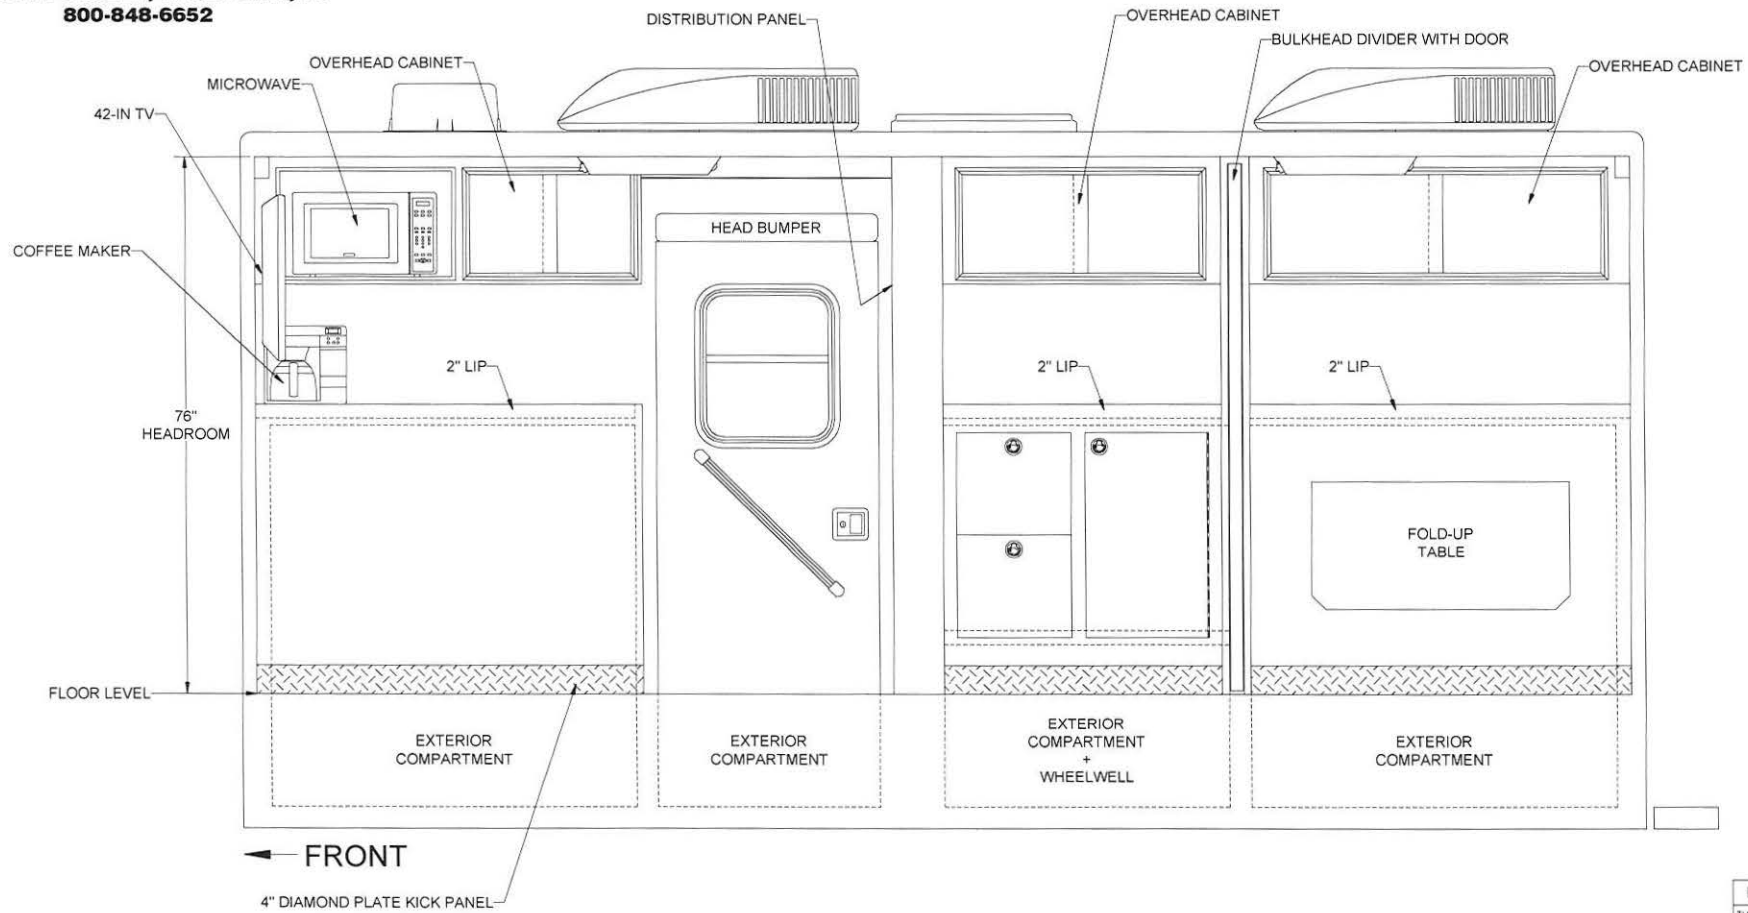 800-848-6652
DISTRIBUTION PANEL
OVERHEAD CABINET
BULKHEAD DIVIDER WITH DOOR
OVERHEAD CABINET
OVERHEAD CABINET
MICROWAVE
42-IN TV
HEAD BUMPER
COFFEE MAKER
2" LIP
2" LIP
2" LIP
76"
HEADROOM
FOLD-UP
TABLE
FLOOR LEVEL
EXTERIOR
COMPARTMENT
EXTERIOR
COMPARTMENT
EXTERIOR
COMPARTMENT
+
WHEELWELL
EXTERIOR
COMPARTMENT
FRONT
4" DIAMOND PLATE KICK PANEL